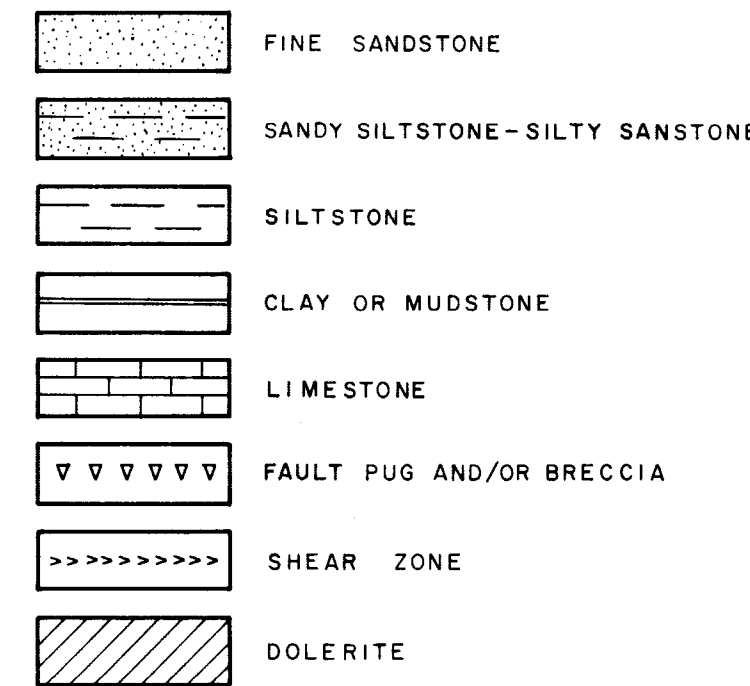 FINE SANDSTONE
SANDY SILTSTONE-SILTY SANSTONE
SILTSTONE
CLAY OR MUDSTONE
LIMESTONE
FAULT PUG AND/OR BRECCIA
SHEAR ZONE
DOLERITE